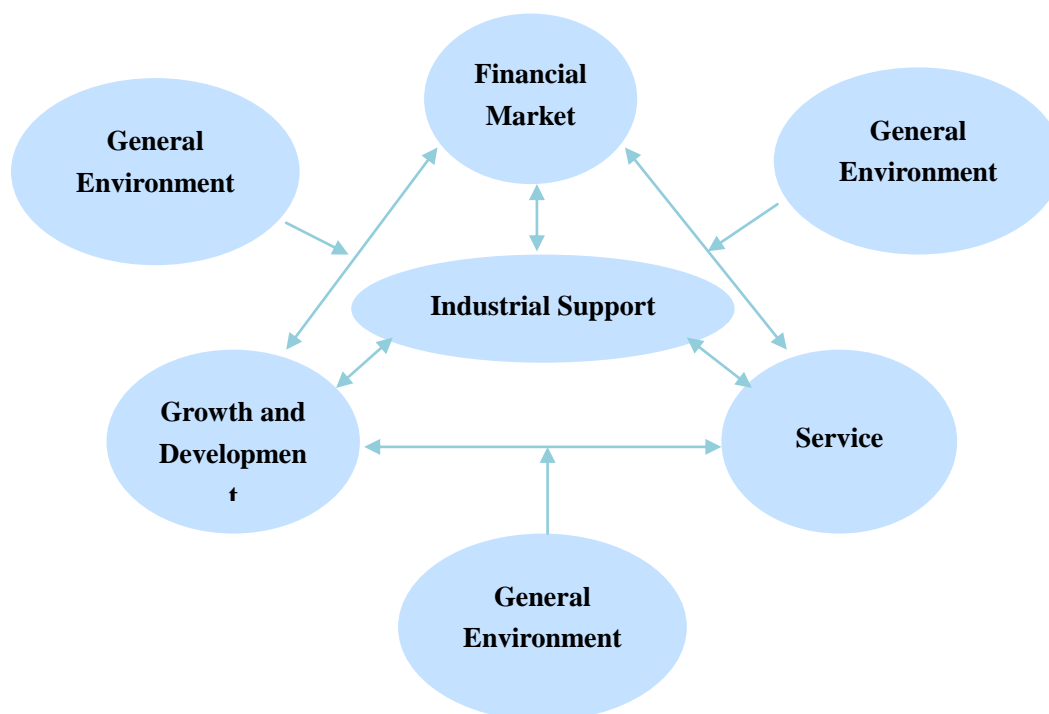 Financial
Market
General
Environment
General
Environment
Industrial Support
Growth and
Developmen
t
Service
General
Environment